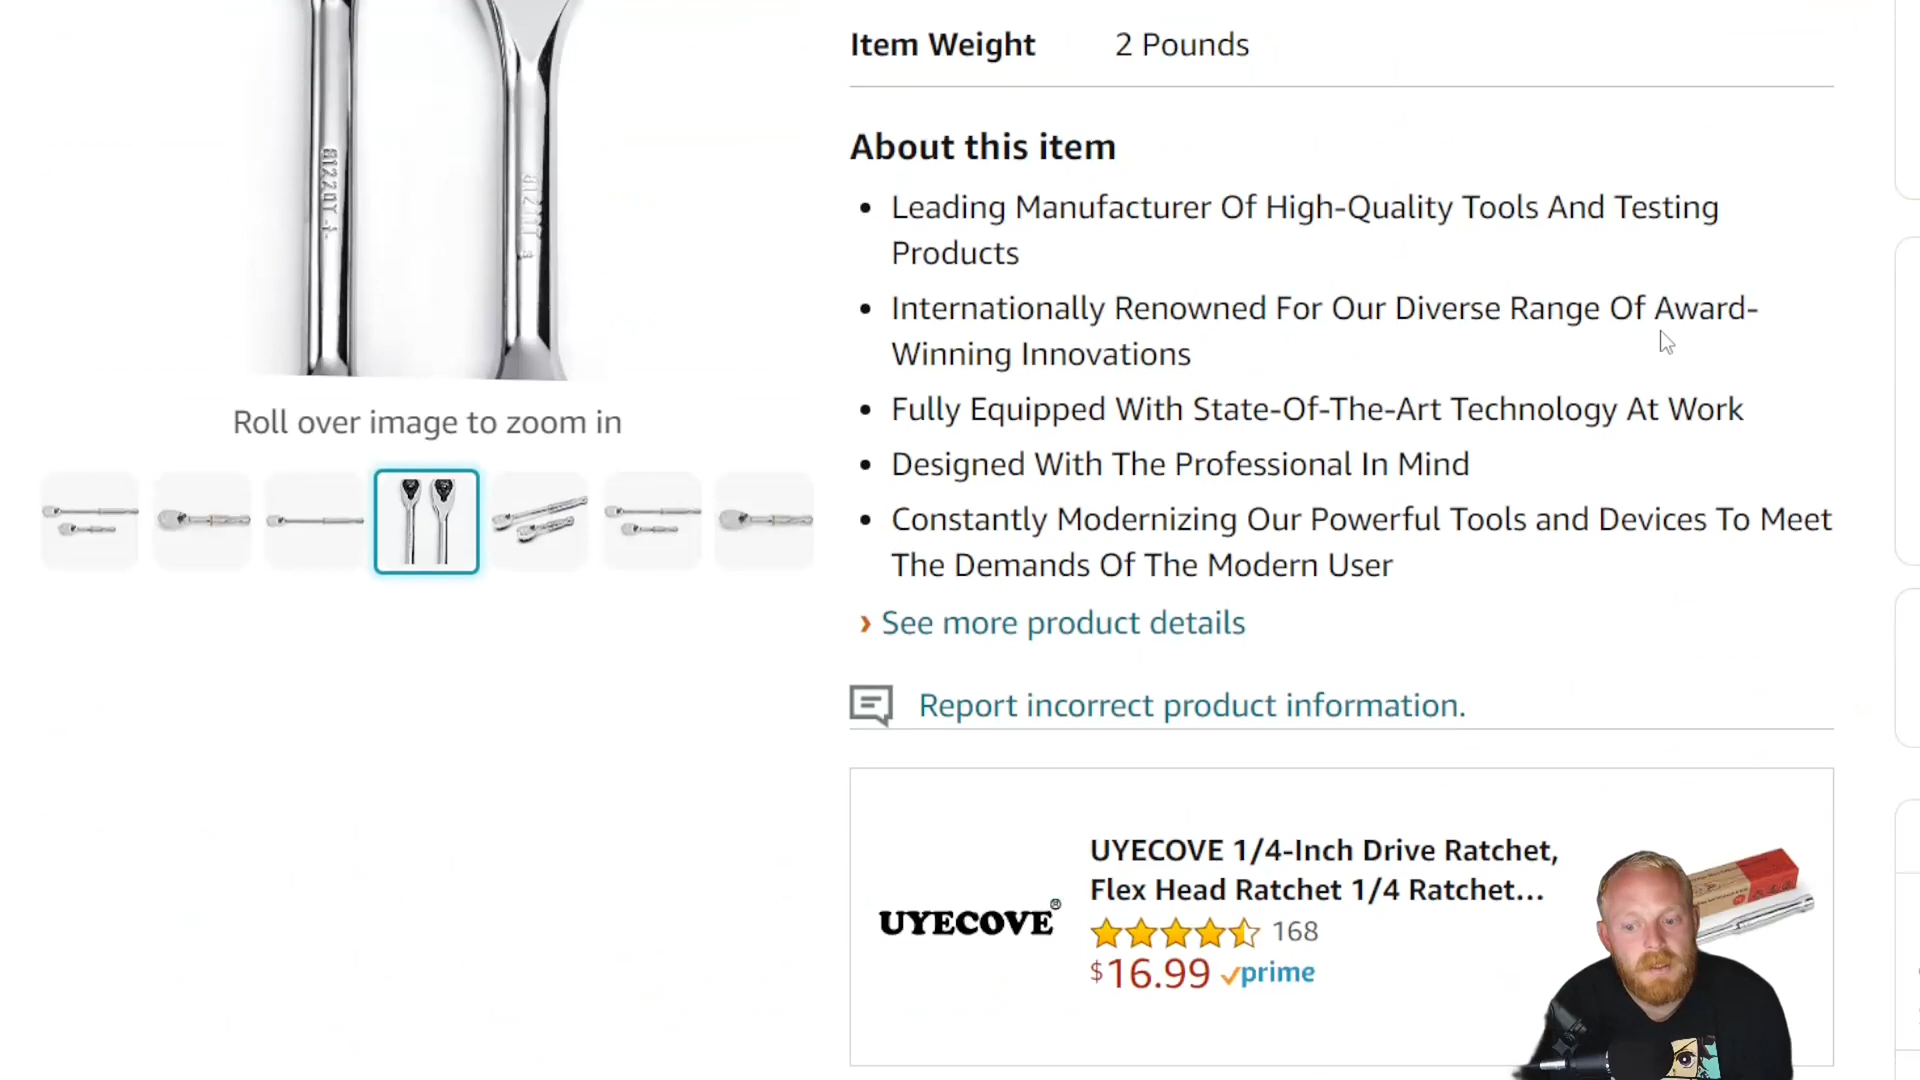 Item Weight 2 Pounds
About this item
Leading Manufacturer Of High-Quality Tools And Testing
Products
Internationally Renowned For Our Diverse Range Of Award-
Winning Innovations
Fully Equipped With State-Of-The-Art Technology At Work
Designed With The Professional In Mind
Constantly Modernizing Our Powerful Tools and Devices To Meet
The Demands Of The Modern User
› See more product details
Report incorrect product information.
Roll over image to zoom in
UYECOVE®
UYECOVE 1/4-Inch Drive Ratchet,
Flex Head Ratchet 1/4 Ratchet...
168
$16.99 prime